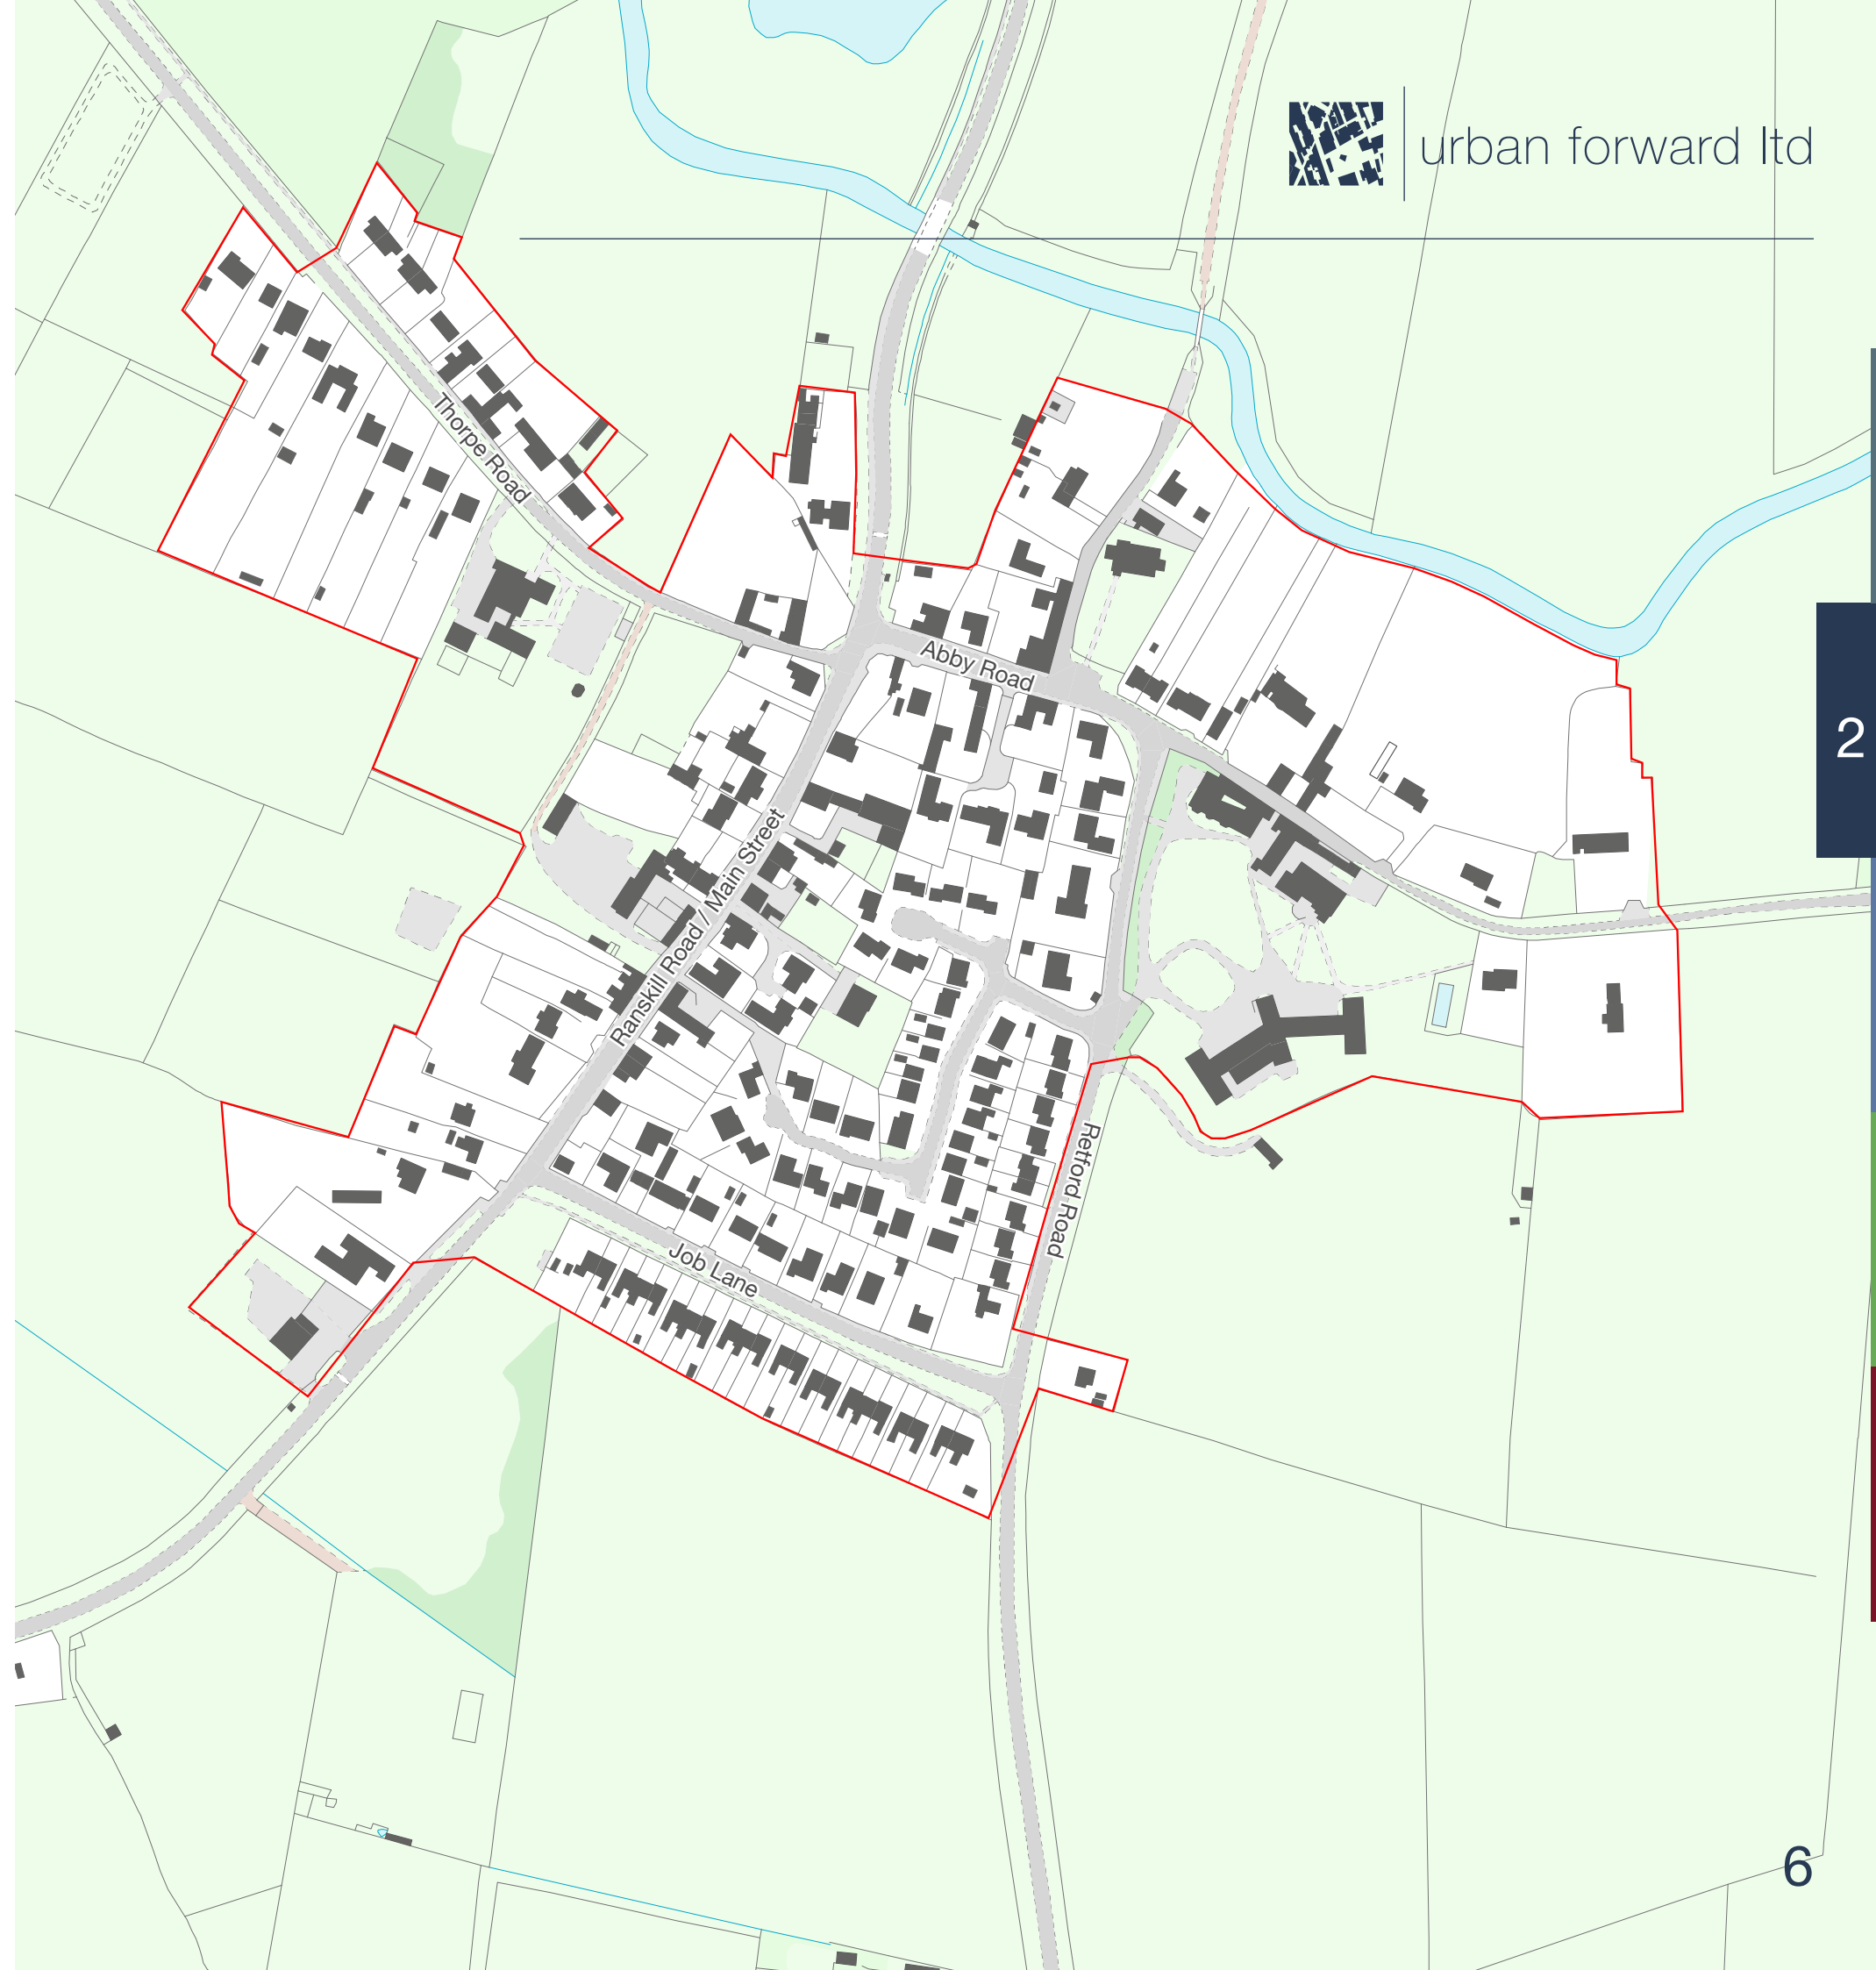 urban forward ltd
Thorpe Road
Abby Road
2
Ranskill Road / Main Street
Retford Road
Job Lane
6